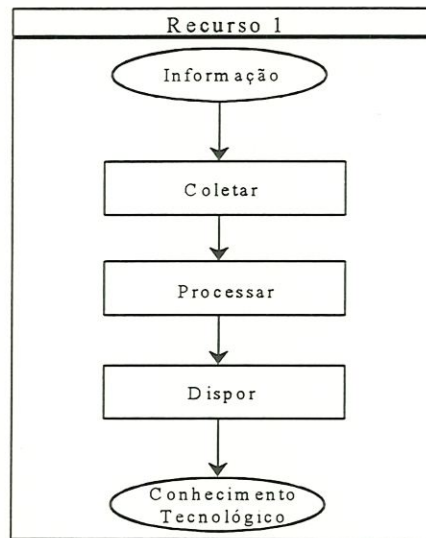 Recurso 1
Informação
Coletar
Processar
Dispor
Conhecimento
Tecnológico